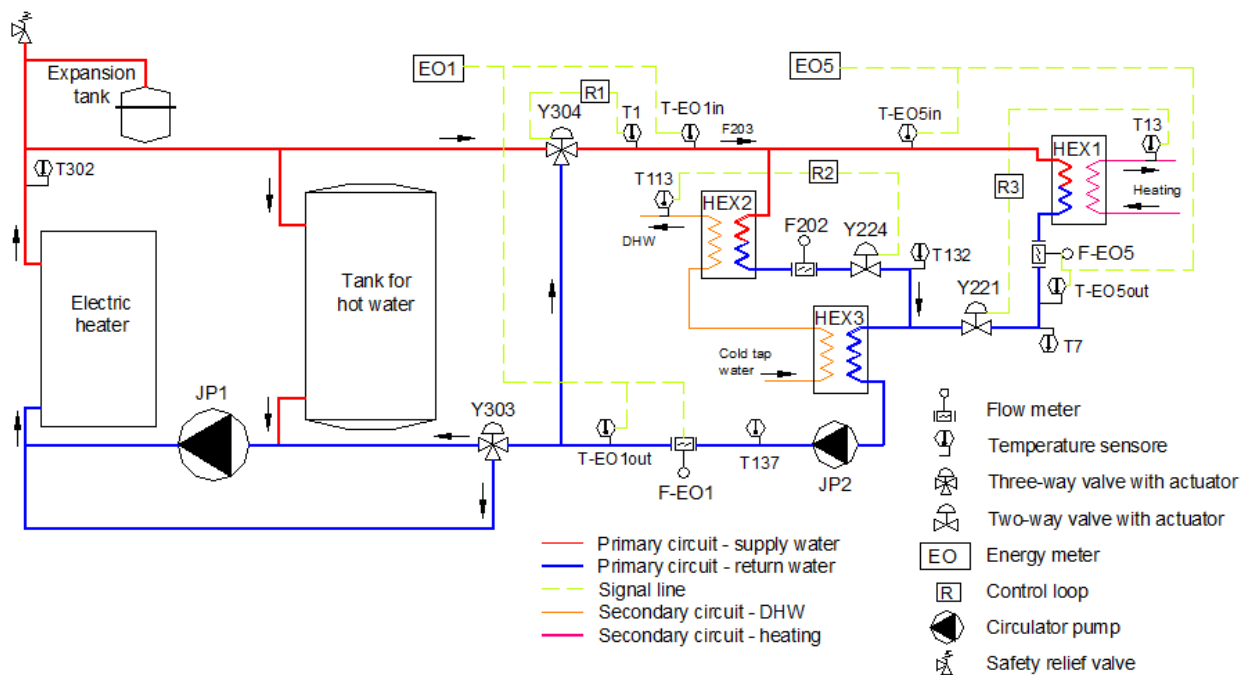 Expansion
tank
EO1
EO5
R1
Y304
T1
T-EO1in
F203
T-EO5in
T13
HEX1
T302
T113
R2
R3
Heating
HEX2
DHW
F202
Y224
T132
F-EO5
T-EO5out
Y221
T7
Electric
heater
Tank for
hot water
HEX3
Cold tap
water
JP1
Y303
T-EO1out
F-EO1
T137
JP2
Primary circuit - supply water
Primary circuit - return water
Signal line
Secondary circuit - DHW
Secondary circuit - heating
Flow meter
Temperature sensore
Three-way valve with actuator
Two-way valve with actuator
EO Energy meter
R Control loop
Circulator pump
Safety relief valve